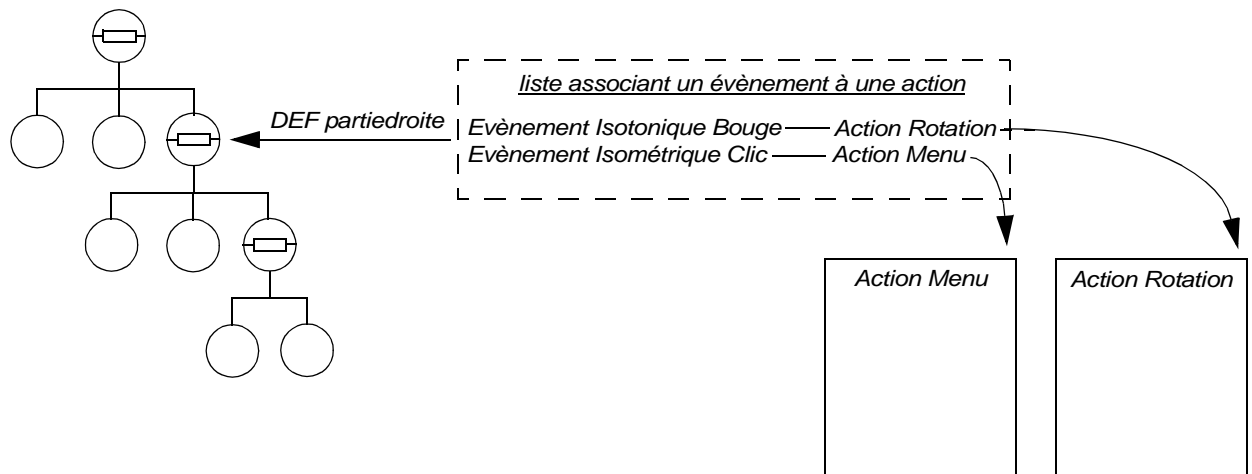 liste associant un évènement à une action
DEF partiedroite
Evènement Isotonique Bouge Action Rotation
Evènement Isométrique Clic Action Menu
Action Menu
Action Rotation